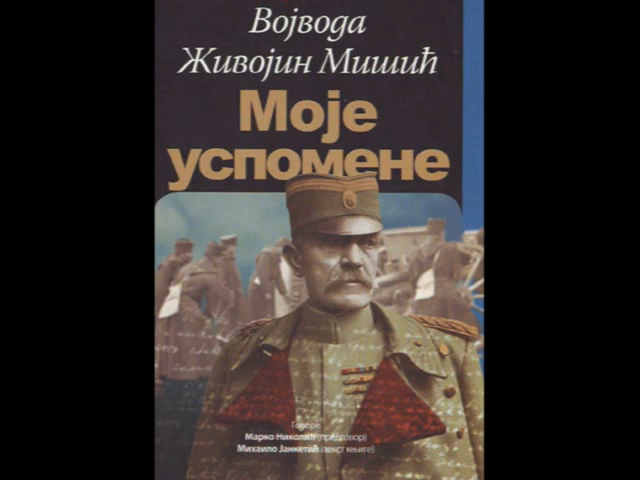 Војвода
Живојин Мишић
Моје
успомене
Говоре
Марко Николић (предговор)
Михаило Јанкетић (текст књиге)